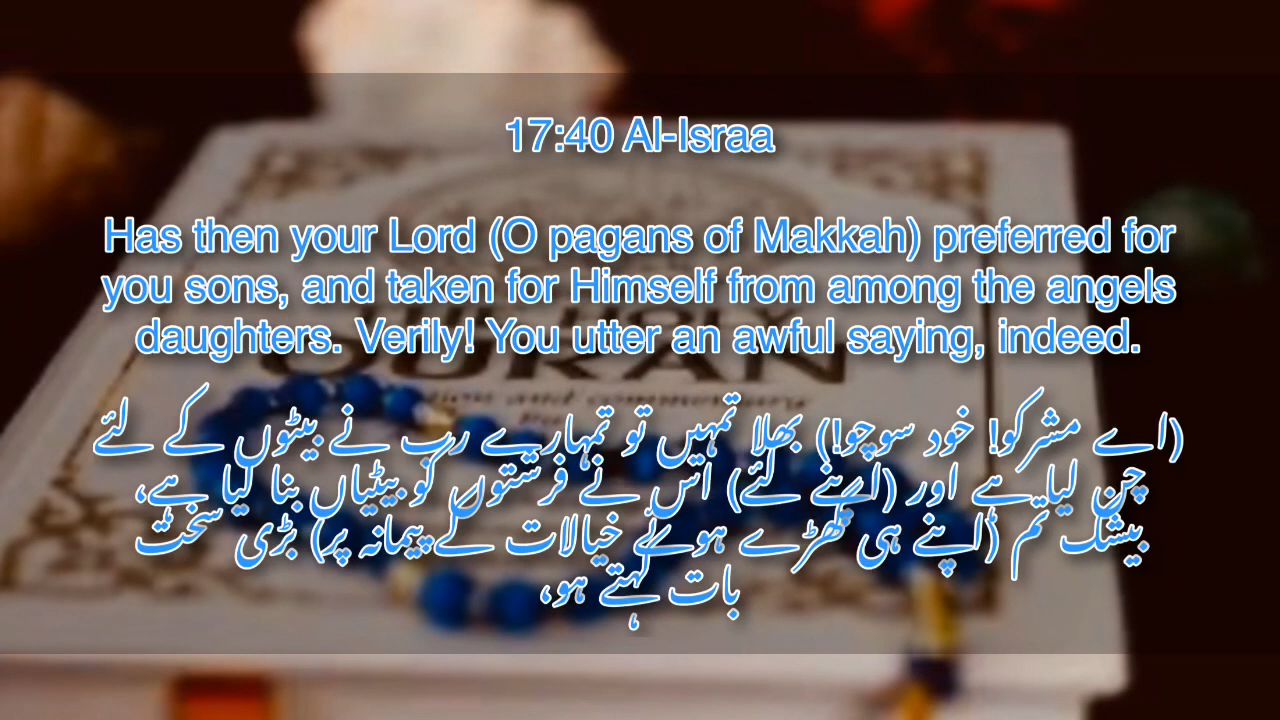 17:40 Al-Israa
Has then your Lord (O pagans of Makkah) preferred for
you sons, and taken for Himself from among the angels
daughters. Verily! You utter an awful saying, indeed.
QURAN
(اے مشرکو! خود سوچو!) بھلا تمہیں تو تمہارے رب نے بیٹوں کے لئے
چن لیا ہے اور (اپنے لئے) اس نے فرشتوں کو بیٹیاں بنا لیا ہے،
بیشک تم (اپنے ہی گھڑے ہوئے خیالات کے پیمانہ پر) بڑی سخت
بات کہتے ہو،